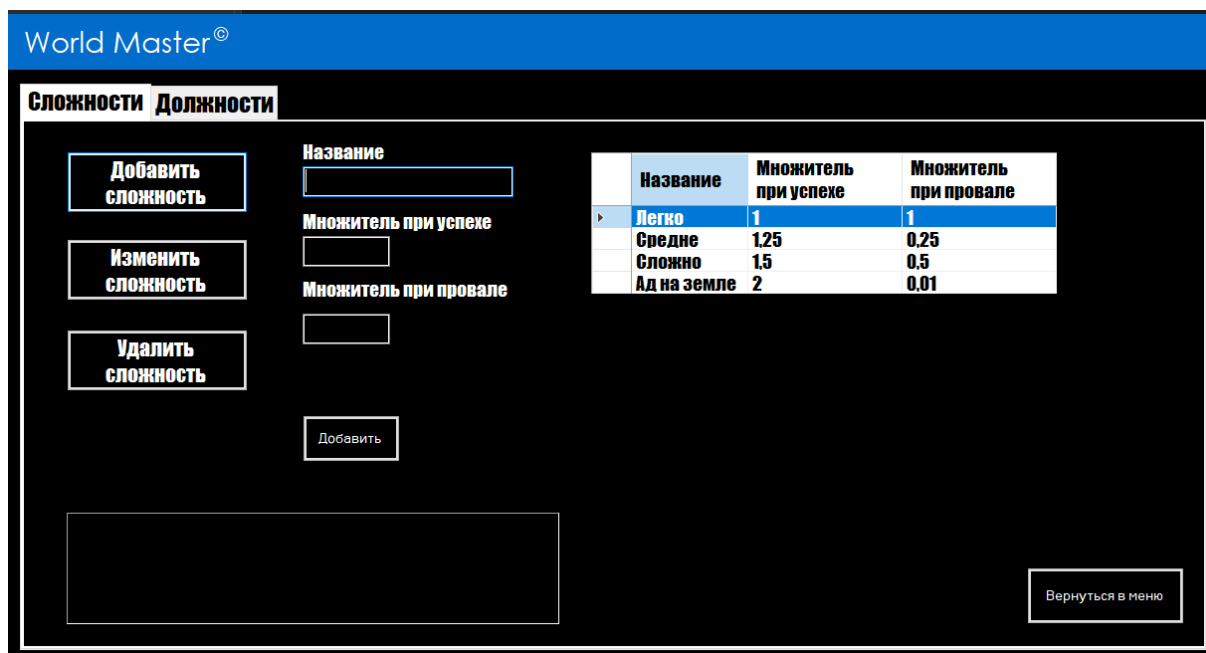 World Master©
Сложности Должности
Добавить
сложность
Изменить
сложность
Удалить
сложность
Название
Множитель при успехе
Множитель при провале
Добавить
Название Множитель при успехе Множитель при провале
Легко 1 1
Средне 1,25 0,25
Сложно 1,5 0,5
Ад на земле 2 0,01
Вернуться в меню